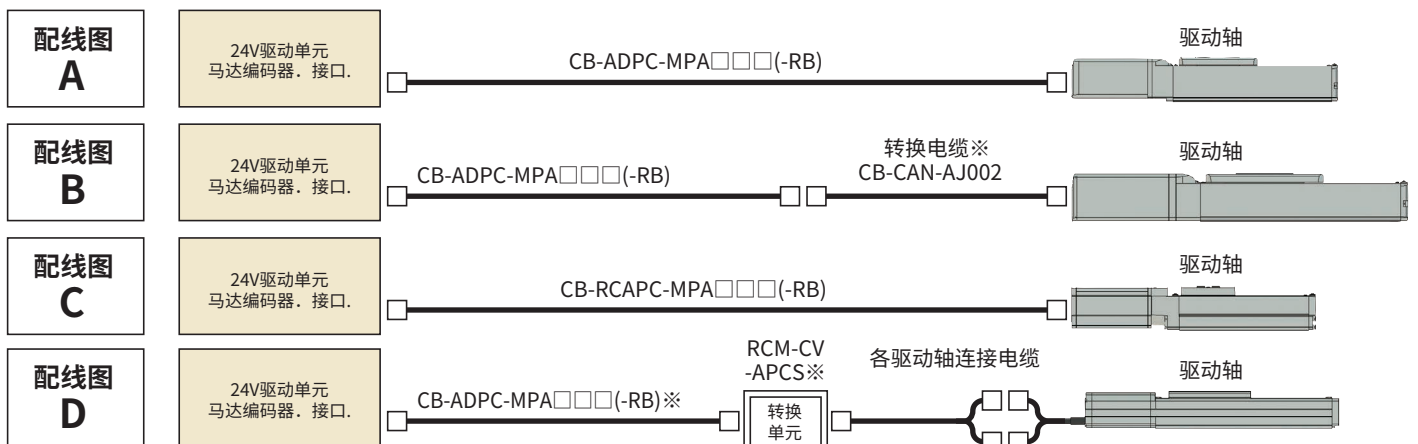 配线图
A
24V驱动单元
马达编码器．接口.
CB-ADPC-MPA□□□(-RB)
驱动轴
配线图
B
24V驱动单元
马达编码器．接口.
CB-ADPC-MPA□□□(-RB)
转换电缆※
CB-CAN-AJ002
驱动轴
配线图
C
24V驱动单元
马达编码器．接口.
CB-RCAPC-MPA□□□(-RB)
驱动轴
配线图
D
24V驱动单元
马达编码器．接口.
CB-ADPC-MPA□□□(-RB)※
RCM-CV
-APCS※
转换
单元
各驱动轴连接电缆
驱动轴